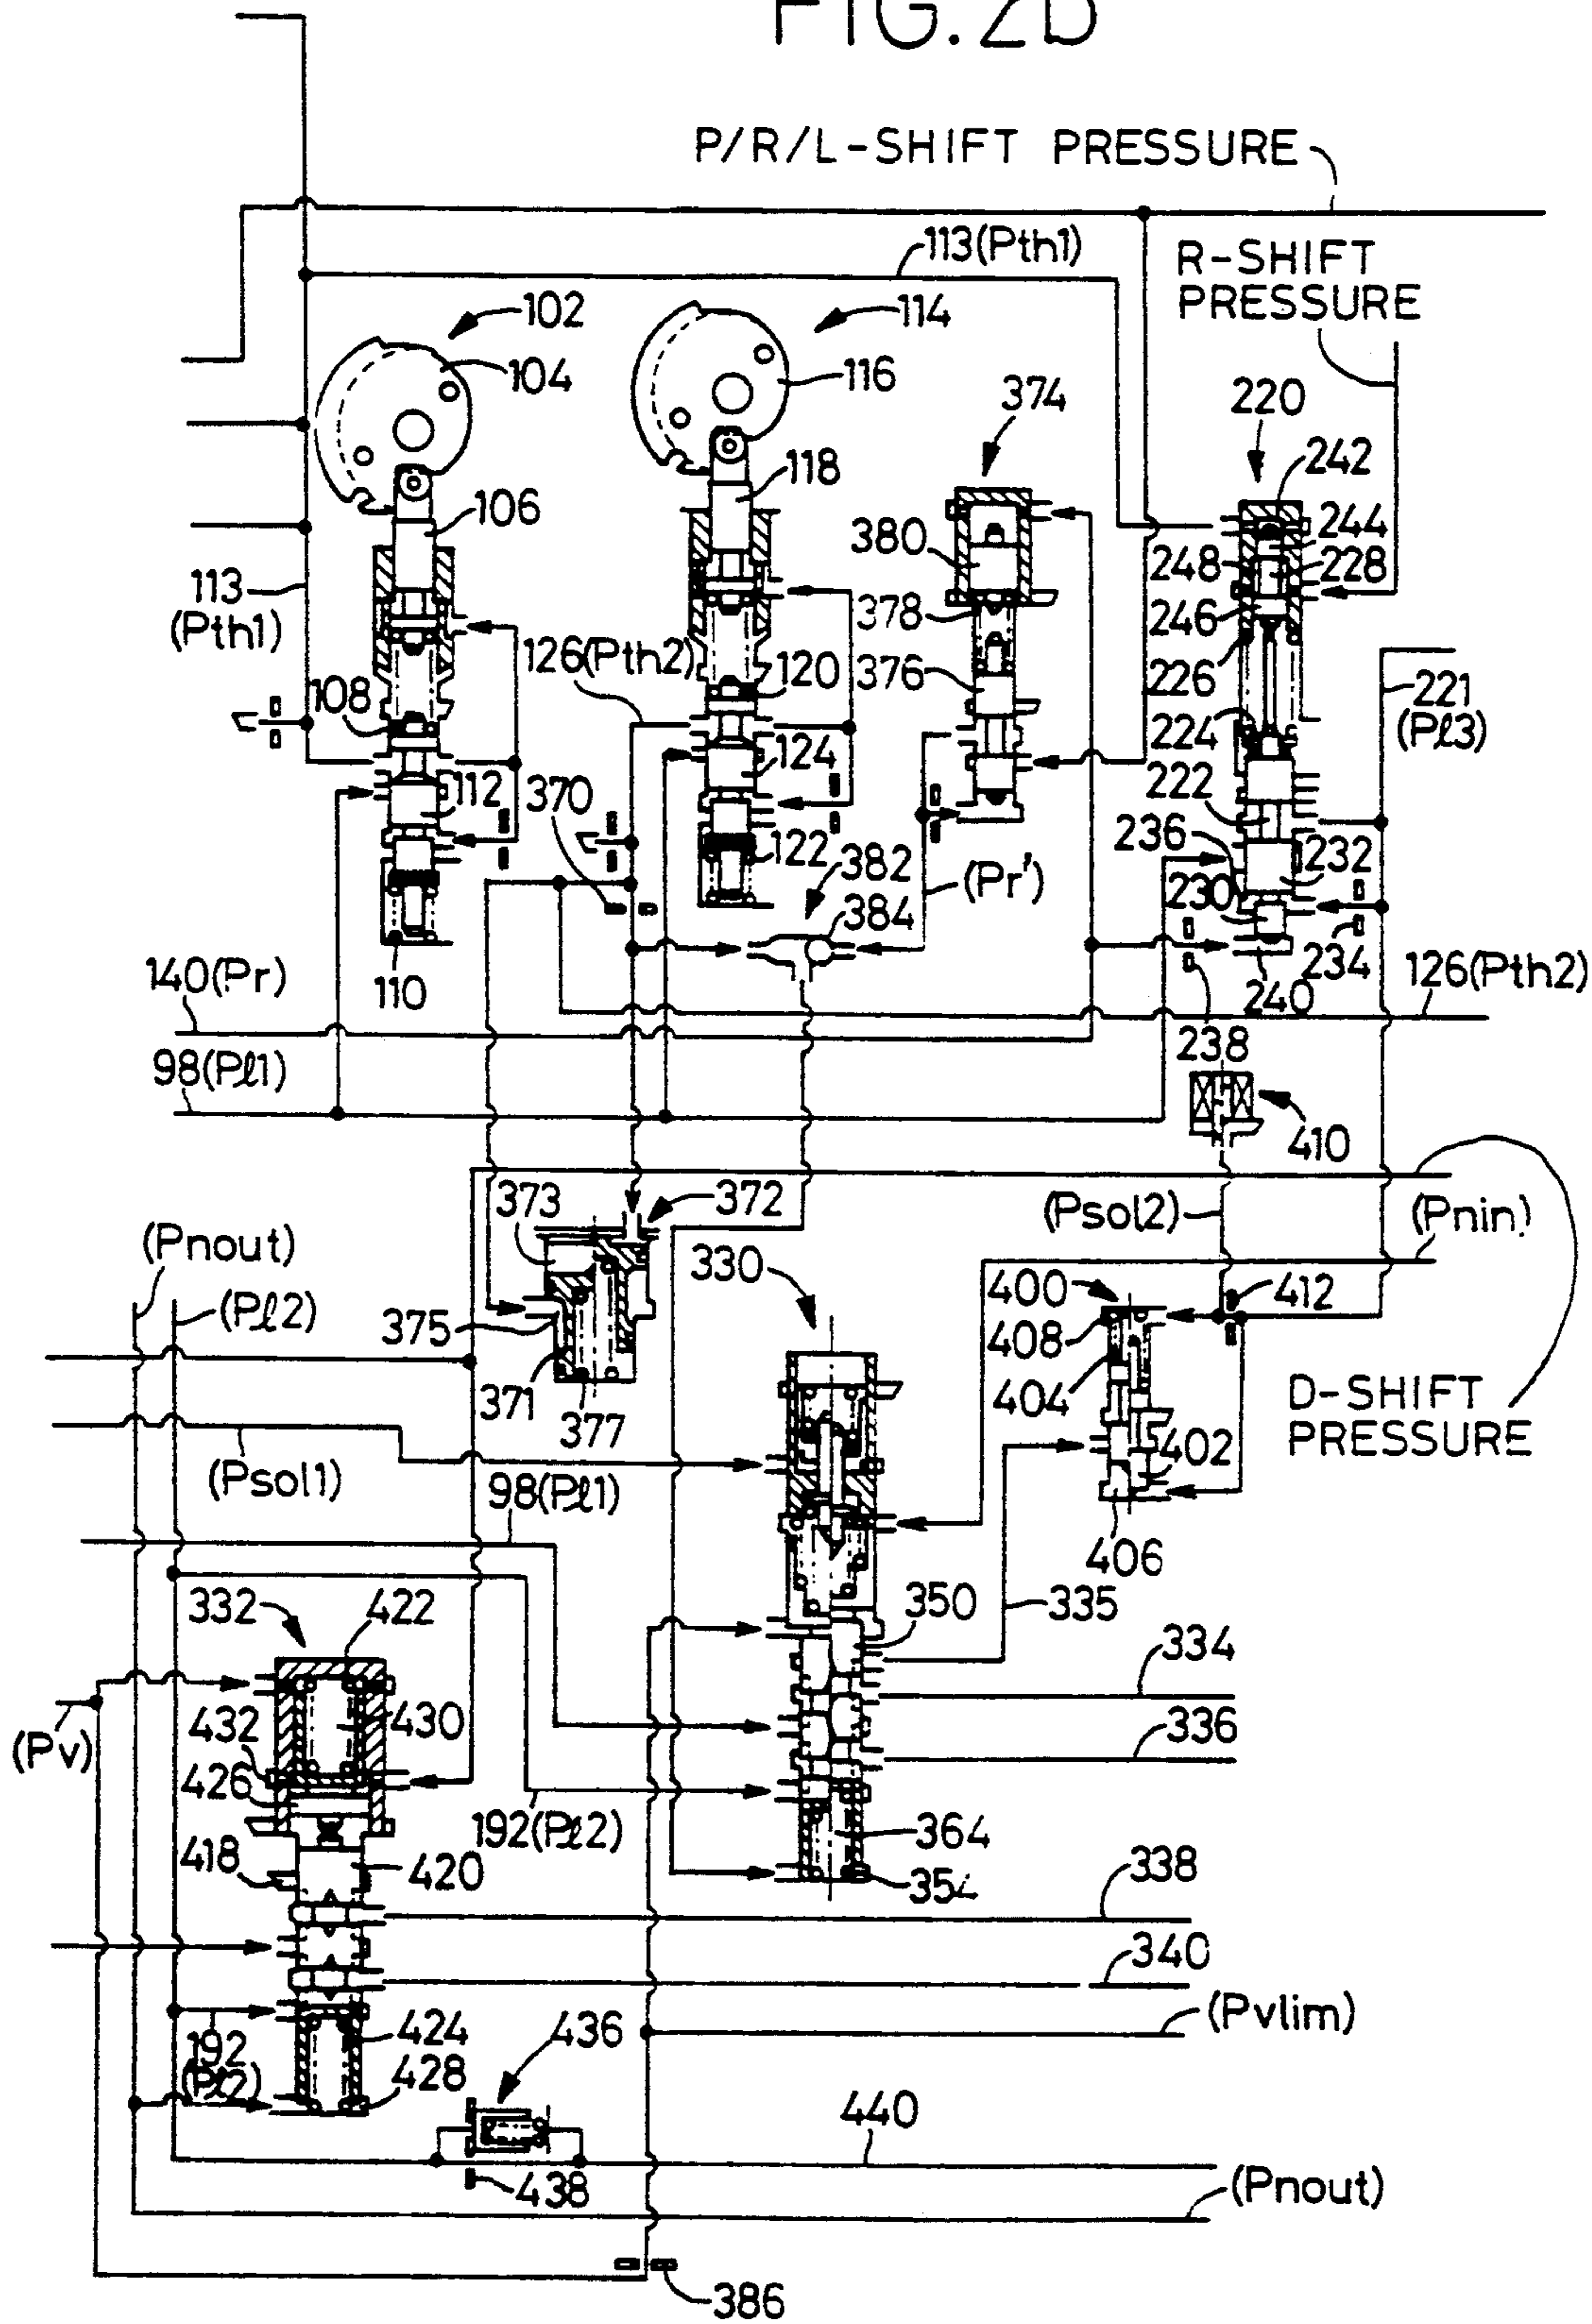 FIG. 2b
P/R/L-SHIFT PRESSURE
113(Pth1)
R-SHIFT
PRESSURE
102
114
104
116
374
220
118
242
106
380
244
248
228
113
(Pth1)
378
246
126(Pth2)
120
376
226
221
(Pl3)
108
224
124
112
370
222
236
122
382
232
(Pr')
230
384
234
110
140(Pr)
240
126(Pth2)
238
98(Pl1)
410
373
372
(Psol2)
(Pnin)
(Pnout)
330
400
412
(Pl2)
408
375
404
D-SHIFT
PRESSURE
371
377
402
(Psol1)
98(Pl1)
406
332
422
350
335
334
432
430
336
(Pv)
426
192(Pl2)
364
418
420
338
354
340
(Pvlim)
424
436
192
(Pl2)
428
440
438
(Pnout)
386